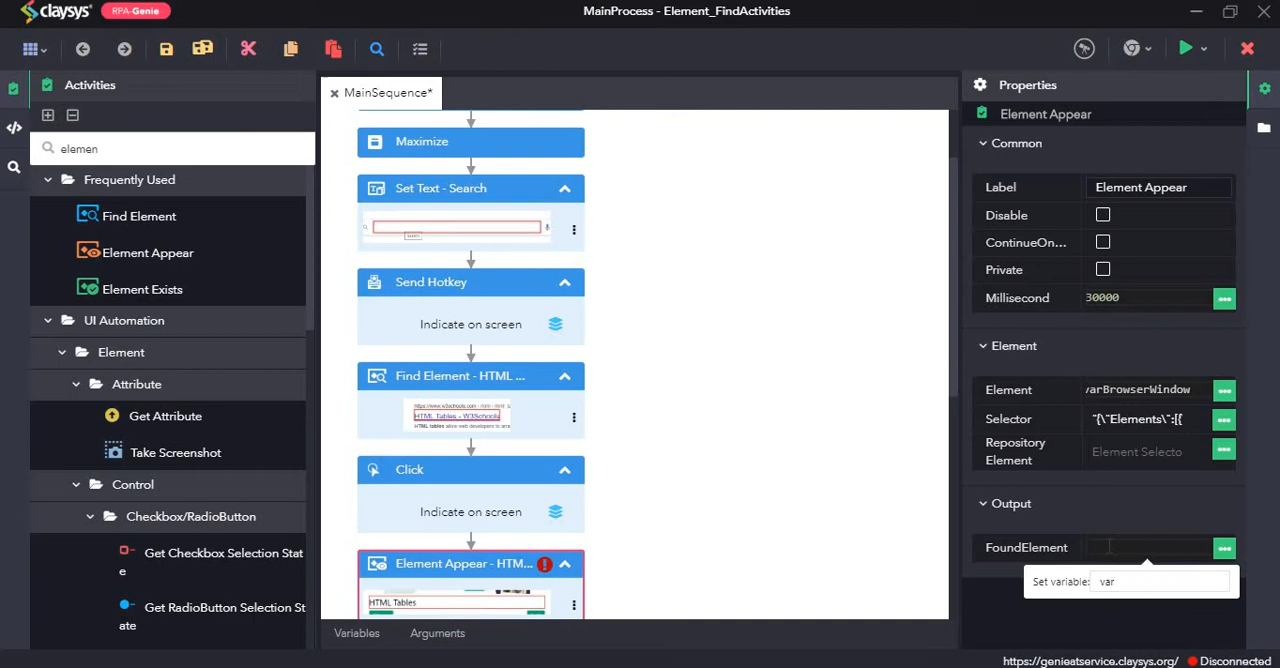 claysys
RPA-Genie
MainProcess - Element_FindActivities
Activities
MainSequence*
Properties
Element Appear
elemen
Frequently Used
Find Element
Element Appear
Element Exists
UI Automation
Element
Attribute
Get Attribute
Take Screenshot
Control
Checkbox/RadioButton
Get Checkbox Selection Stat
e
Get RadioButton Selection St
ate
Maximize
Set Text - Search
Send Hotkey
Indicate on screen
Find Element - HTML ...
HTML Tables - W3Schools
Click
Indicate on screen
Element Appear - HTM...
HTML Tables
Variables
Arguments
Common
Label
Element Appear
Disable
ContinueOn...
Private
Millisecond
30000
Element
Element
varBrowserWindow
Selector
"{\"Elements\":[{
Repository
Element
Element Selecto
Output
FoundElement
Set variable:
var
https://genieatservice.claysys.org/
Disconnected